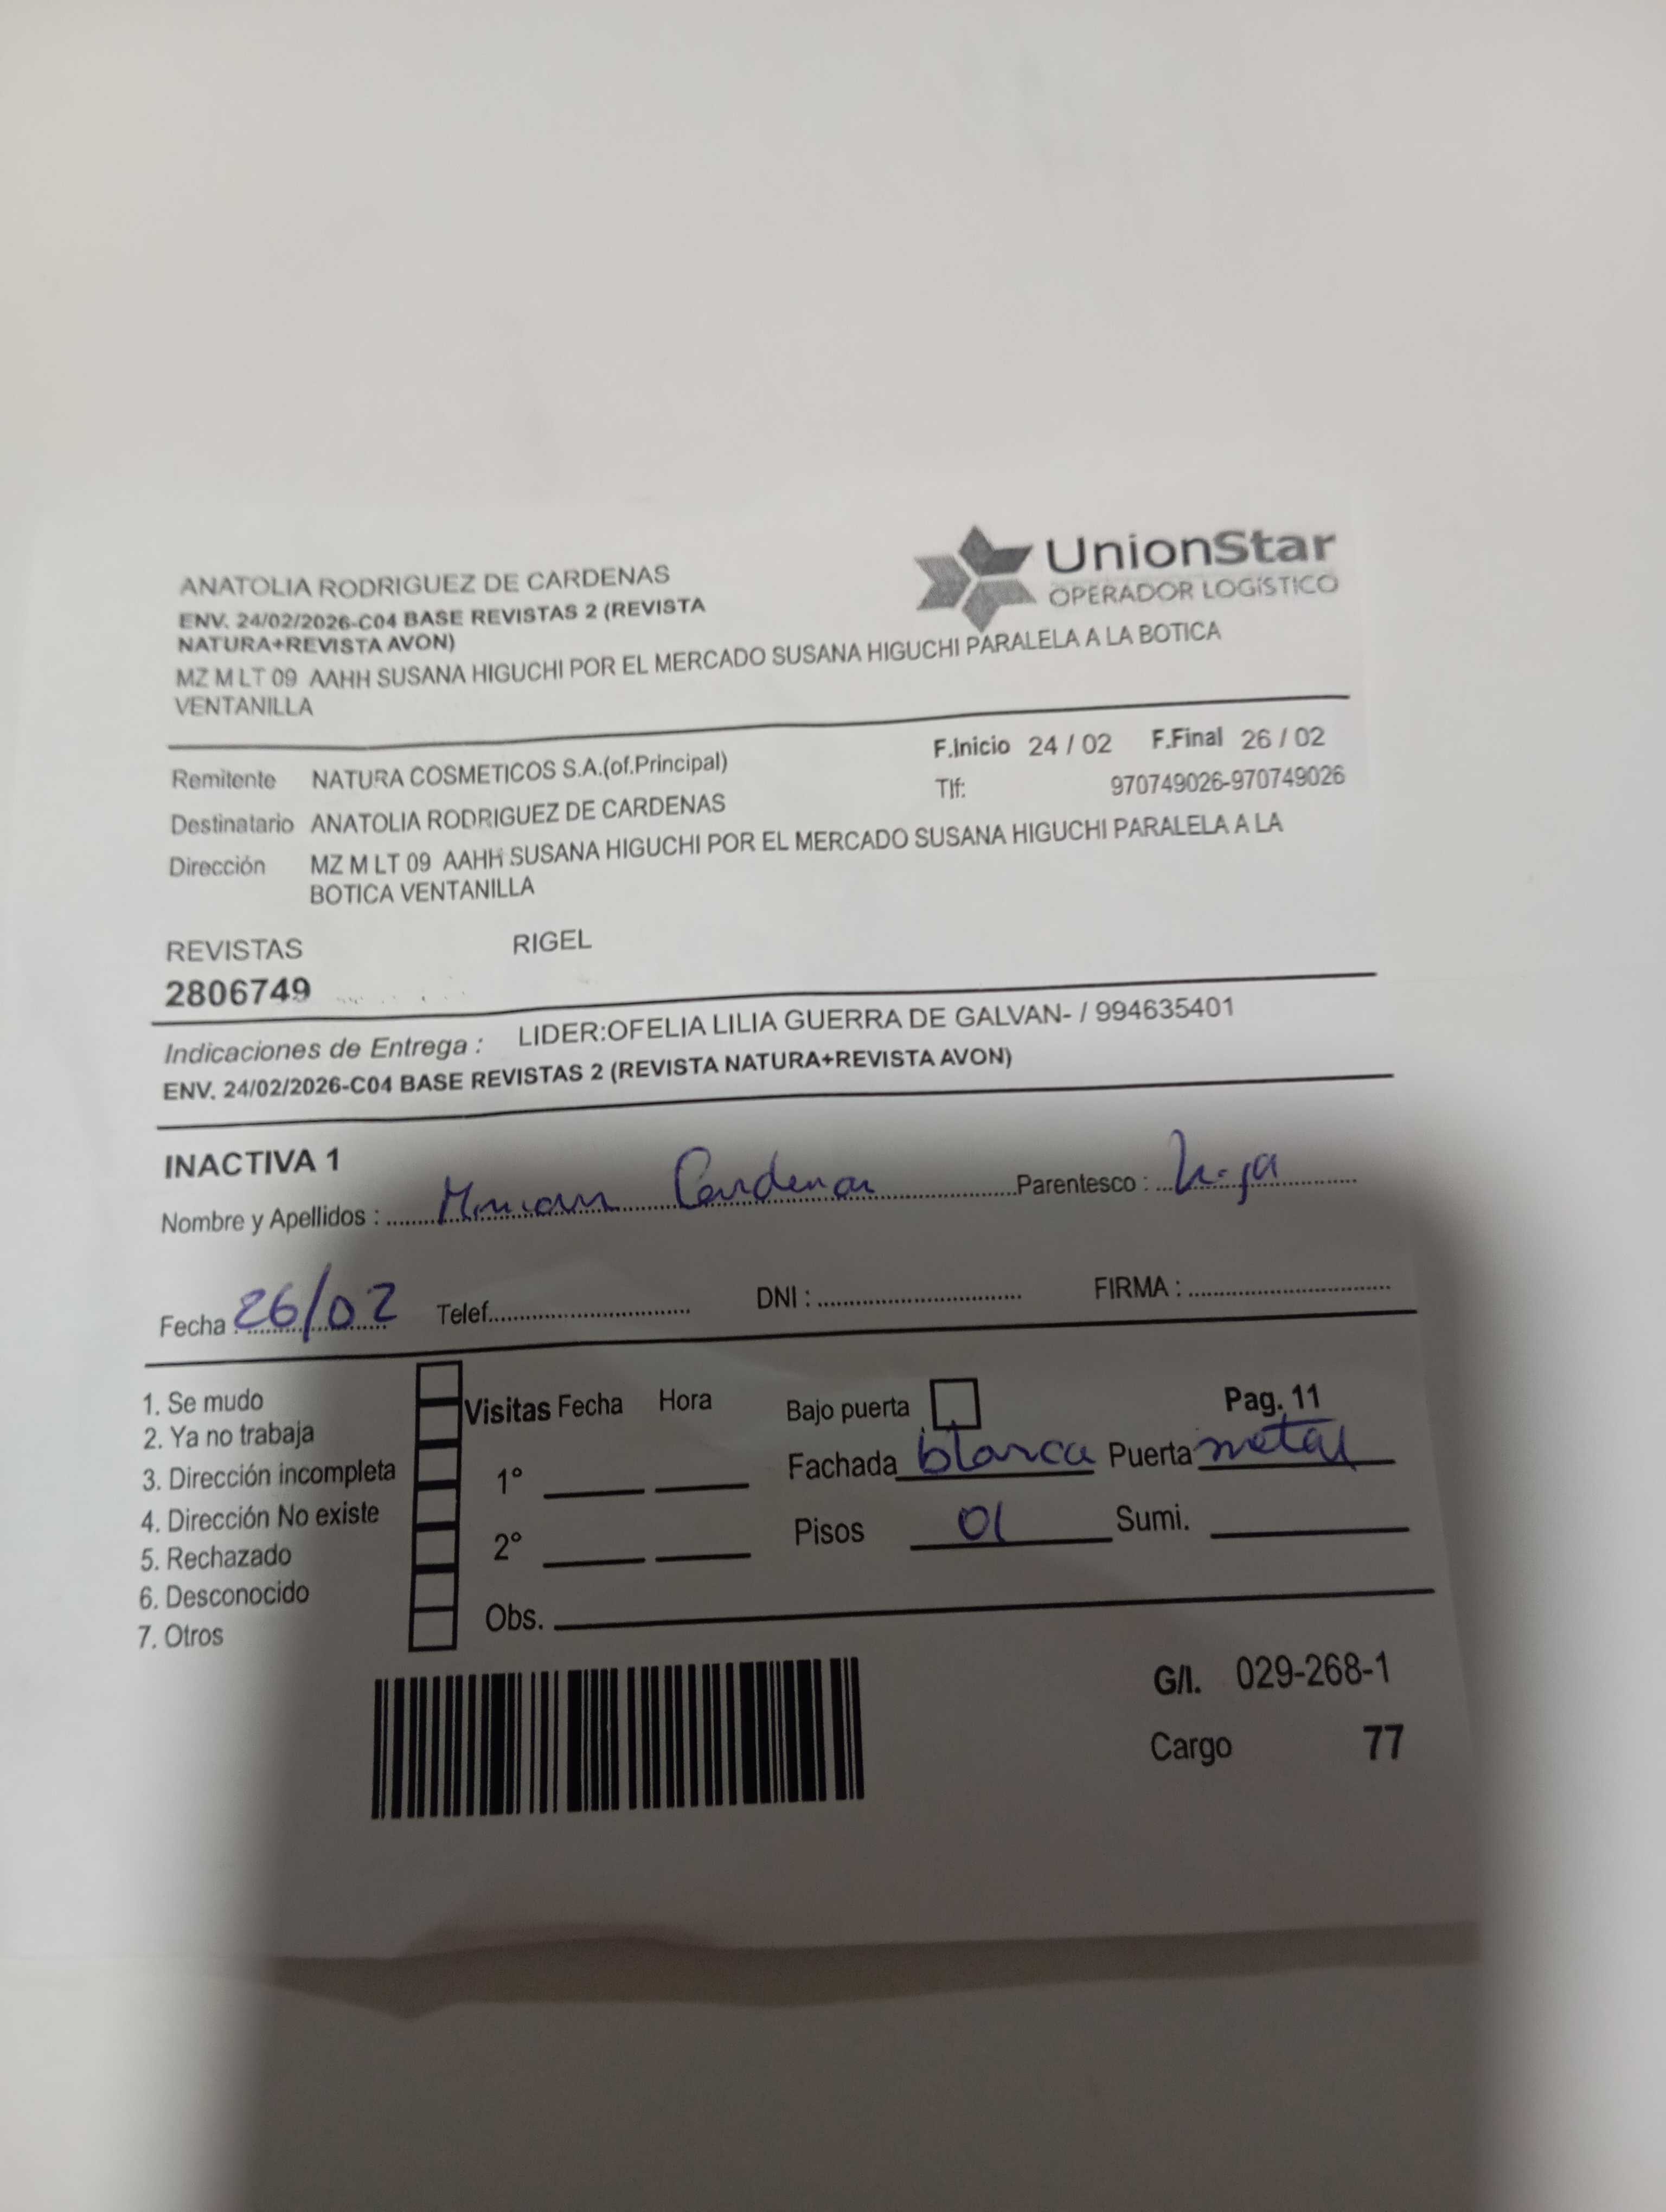 ANATOLIA RODRIGUEZ DE CARDENAS
ENV. 24/02/2026-C04 BASE REVISTAS 2 (REVISTA
NATURA+REVISTA AVON)
MZ M LT 09 AAHH SUSANA HIGUCHI POR EL MERCADO SUSANA HIGUCHI PARALELA A LA BOTICA
VENTANILLA
UnionStar
OPERADOR LOGÍSTICO
Remitente NATURA COSMETICOS S.A.(of.Principal)
F.Inicio 24 / 02 F.Final 26 / 02
Tlf: 970749026-970749026
Destinatario ANATOLIA RODRIGUEZ DE CARDENAS
Dirección MZ M LT 09 AAHH SUSANA HIGUCHI POR EL MERCADO SUSANA HIGUCHI PARALELA A LA
BOTICA VENTANILLA
REVISTAS RIGEL
2806749
Indicaciones de Entrega : LIDER:OFELIA LILIA GUERRA DE GALVAN- / 994635401
ENV. 24/02/2026-C04 BASE REVISTAS 2 (REVISTA NATURA+REVISTA AVON)
INACTIVA 1
Nombre y Apellidos : Cardenas Parentesco : hija
Fecha : 26/02 Telef. DNI : FIRMA :
1. Se mudo
2. Ya no trabaja
3. Dirección incompleta
4. Dirección No existe
5. Rechazado
6. Desconocido
7. Otros
Visitas Fecha Hora
1°
2°
Obs.
Bajo puerta Pag. 11
Fachada blanca Puerta metal
Pisos 01 Sumi.
G/I. 029-268-1
Cargo 77